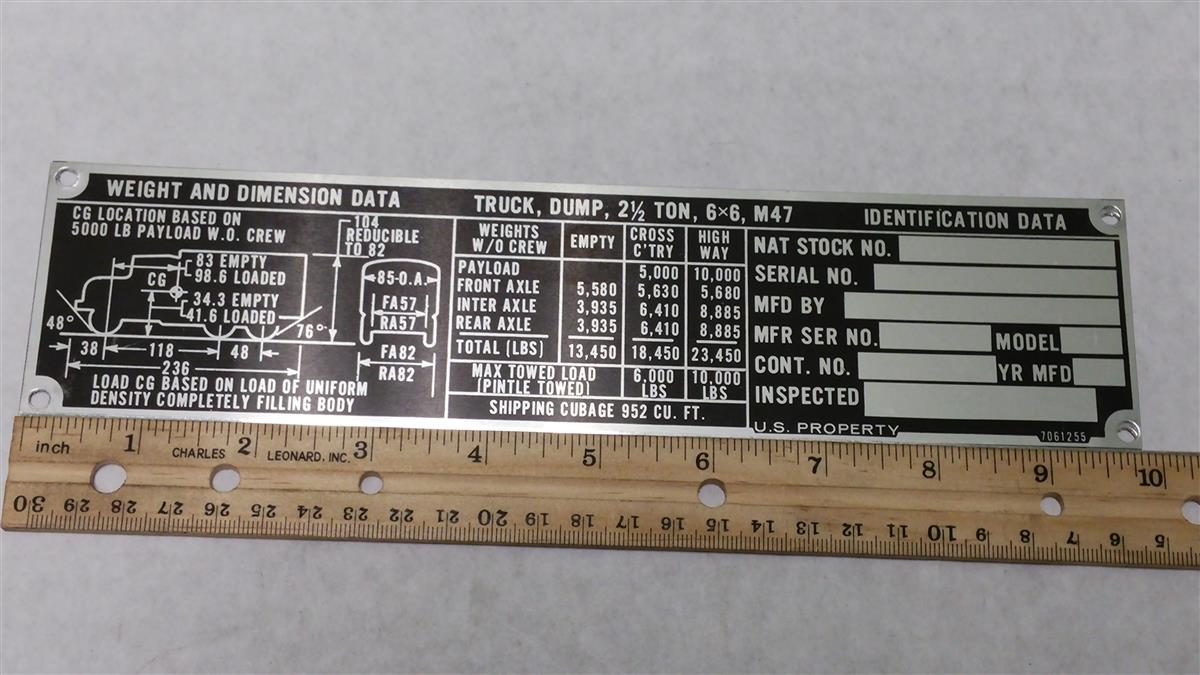 WEIGHT AND DIMENSION DATA
TRUCK, DUMP, 2½ TON, 6×6, M47
IDENTIFICATION DATA
CG LOCATION BASED ON
5000 LB PAYLOAD W.O. CREW
104
REDUCIBLE
TO 82
83 EMPTY
98.6 LOADED
CG
34.3 EMPTY
41.6 LOADED
48°
76°
38 118 48
236
85-O.A.
FA57
RA57
FA82
RA82
LOAD CG BASED ON LOAD OF UNIFORM
DENSITY COMPLETELY FILLING BODY
WEIGHTS W/O CREW EMPTY CROSS C'TRY HIGH WAY
PAYLOAD 5,000 10,000
FRONT AXLE 5,580 5,630 5,680
INTER AXLE 3,935 6,410 8,885
REAR AXLE 3,935 6,410 8,885
TOTAL (LBS) 13,450 18,450 23,450
MAX TOWED LOAD (PINTLE TOWED) 6,000 LBS 10,000 LBS
SHIPPING CUBAGE 952 CU. FT.
NAT STOCK NO.
SERIAL NO.
MFD BY
MFR SER NO. MODEL
CONT. NO. YR MFD
INSPECTED
U.S. PROPERTY 7061255
inch 1 2 3 4 5 6 7 8 9 10
CHARLES LEONARD, INC.
30 29 28 27 26 25 24 23 22 21 20 19 18 17 16 15 14 13 12 11 10 9 8 7 6 5